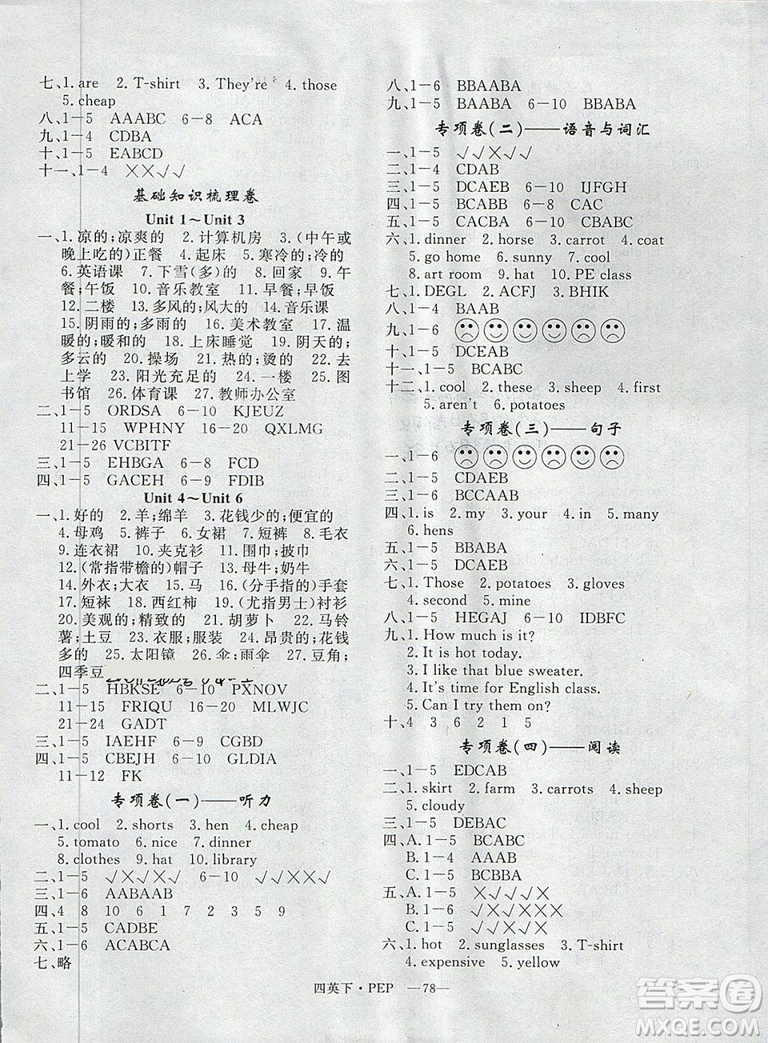 七、1. are 2. T-shirt 3. They're 4. those
5. cheap
八、1-5 AAABC 6-8 ACA
九、1-4 CDBA
十、1-5 EABCD
十一、1-4 ××√√
基础知识梳理卷
Unit 1~Unit 3
一、1. 凉的;凉爽的 2. 计算机房 3. (中午或
晚上吃的)正餐 4. 起床 5. 寒冷的;冷的
6. 英语课 7. 下雪(多)的 8. 回家 9. 午
餐;午饭 10. 音乐教室 11. 早餐;早饭
12. 二楼 13. 多风的;风大的 14. 音乐课
15. 阴雨的;多雨的 16. 美术教室 17. 温
暖的;暖和的 18. 上床睡觉 19. 阴天的;
多云的 20. 操场 21. 热的;烫的 22. 去
上学 23. 阳光充足的 24. 一楼 25. 图
书馆 26. 体育课 27. 教师办公室
二、1-5 ORDSA 6-10 KJEUZ
11-15 WPHNY 16-20 QXLMG
21-26 VCBITF
三、1-5 EHBGA 6-8 FCD
四、1-5 GACEH 6-8 FDB
Unit 4~Unit 6
一、1. 好的 2. 羊;绵羊 3. 花钱少的;便宜的
4. 母鸡 5. 裤子 6. 女裙 7. 短裤 8. 毛衣
9. 连衣裙 10. 夹克衫 11. 围巾;披巾
12. (常指带檐的)帽子 13. 母牛;奶牛
14. 外衣;大衣 15. 马 16. (分手指的)手套
17. 短袜 18. 西红柿 19. (尤指男士)衬衫
20. 美观的;精致的 21. 胡萝卜 22. 马铃
薯;土豆 23. 衣服;服装 24. 昂贵的;花钱
多的 25. 太阳镜 26. 伞;雨伞 27. 豆角;
四季豆
二、1-5 HBKSE 6-10 PXNOV
11-15 FRIQU 16-20 MLWJC
21-24 GADT
三、1-5 IAEHF 6-9 CGBD
四、1-5 CBEJH 6-10 GLDIA
11-12 FK
专项卷(一)——听力
一、1. cool 2. shorts 3. hen 4. cheap
5. tomato 6. nice 7. dinner
8. clothes 9. hat 10. library
二、1-5 √√×√√ 6-10 √√××√
三、1-6 AABAAB
四、4 8 10 6 1 7 2 3 5 9
五、1-5 CADBE
六、1-6 ACABCA
七、略
八、1-6 BBAABA
九、1-5 BAABA 6-10 BBABA
专项卷(二)——语音与词汇
一、1-5 √√×√×
二、1-4 CDAB
三、1-5 DCAEB 6-10 IJFGH
四、1-5 BCABB 6-8 CAC
五、1-5 CACBA 6-10 CBABA
六、1. dinner 2. horse 3. carrot 4. coat
5. go home 6. sunny 7. cool
8. art room 9. hot 10. PE class
七、1. DEGL 2. ACFJ 3. BHIK
八、1-4 BAAB
九、1-6
十、1-5 DCEAB
十一、1-5 BCABC
十二、1. cool 2. these 3. sheep 4. first
5. aren't 6. potatoes
专项卷(三)——句子
一、1-6
二、1-5 CDAEB
三、1-6 BCCAAB
四、1. is 2. my 3. your 4. in 5. many
6. hens
五、1-5 BBABA
六、1-5 DCAEB
七、1. Those 2. potatoes 3. gloves
4. second 5. mine
八、1-5 HEGAJ 6-10 IDBFC
九、1. How much is it?
2. It is hot today.
3. I like that blue sweater.
4. It's time for English class.
5. Can I try them on?
十、4 3 6 2 1 5
专项卷(四)——阅读
一、1-5 EDCAB
二、1. skirt 2. farm 3. carrots 4. sheep
5. cloudy
三、1-5 DEBAC
四、A. 1-5 BCABC
B. 1-4 AAAB
C. 1-5 BCBBA
五、A. 1-5 ×√√√×
B. 1-4 √××√
C. 1-5 √×√√×
六、1. hot 2. sunglasses 3. T-shirt
4. expensive 5. yellow
四英下·PEP —78—
答案圈
MXQE.COM